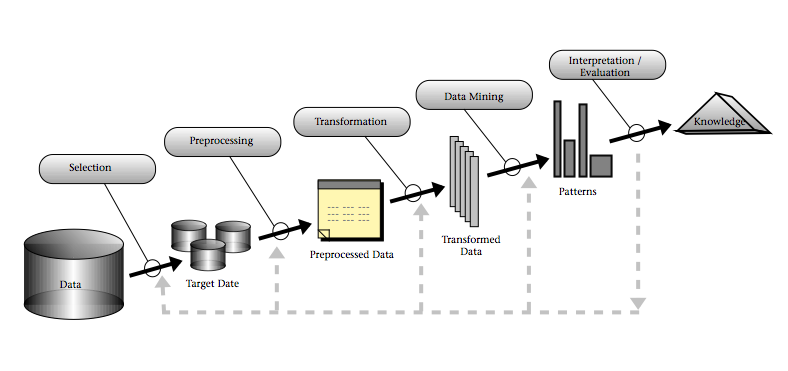 Interpretation /
Evaluation
Data Mining
Transformation
Preprocessing
Selection
Knowledge
Patterns
Transformed
Data
Preprocessed Data
Target Date
Data